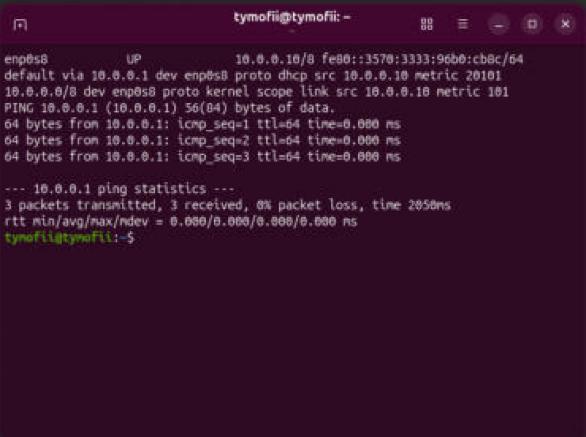 tymofii@tymofii: ~
enp0s8 UP 10.0.0.10/8 fe80::3570:3333:96b0:cb8c/64
default via 10.0.0.1 dev enp0s8 proto dhcp src 10.0.0.10 metric 20101
10.0.0.0/8 dev enp0s8 proto kernel scope link src 10.0.0.10 metric 101
PING 10.0.0.1 (10.0.0.1) 56(84) bytes of data.
64 bytes from 10.0.0.1: icmp_seq=1 ttl=64 time=0.000 ms
64 bytes from 10.0.0.1: icmp_seq=2 ttl=64 time=0.000 ms
64 bytes from 10.0.0.1: icmp_seq=3 ttl=64 time=0.000 ms
--- 10.0.0.1 ping statistics ---
3 packets transmitted, 3 received, 0% packet loss, time 2050ms
rtt min/avg/max/mdev = 0.000/0.000/0.000/0.000 ms
tymofii@tymofii:~$